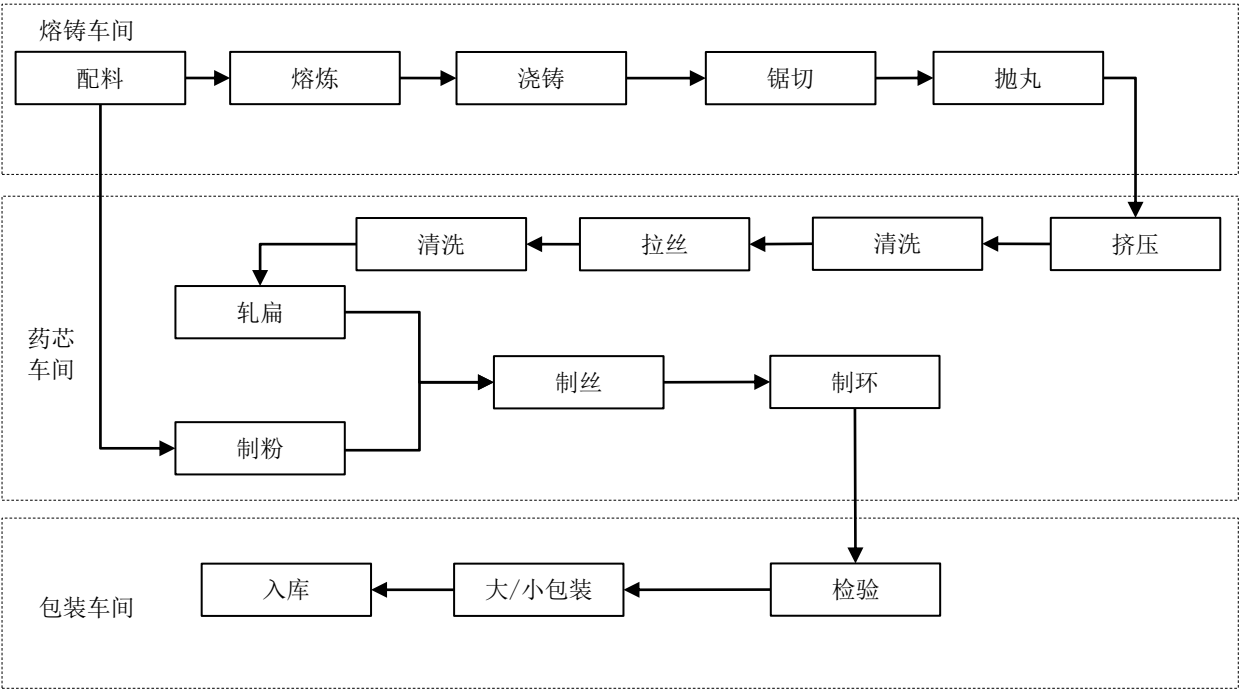 熔铸车间
配料
熔炼
浇铸
锯切
抛丸
清洗
拉丝
清洗
挤压
轧扁
药芯
车间
制丝
制环
制粉
入库
大/小包装
检验
包装车间